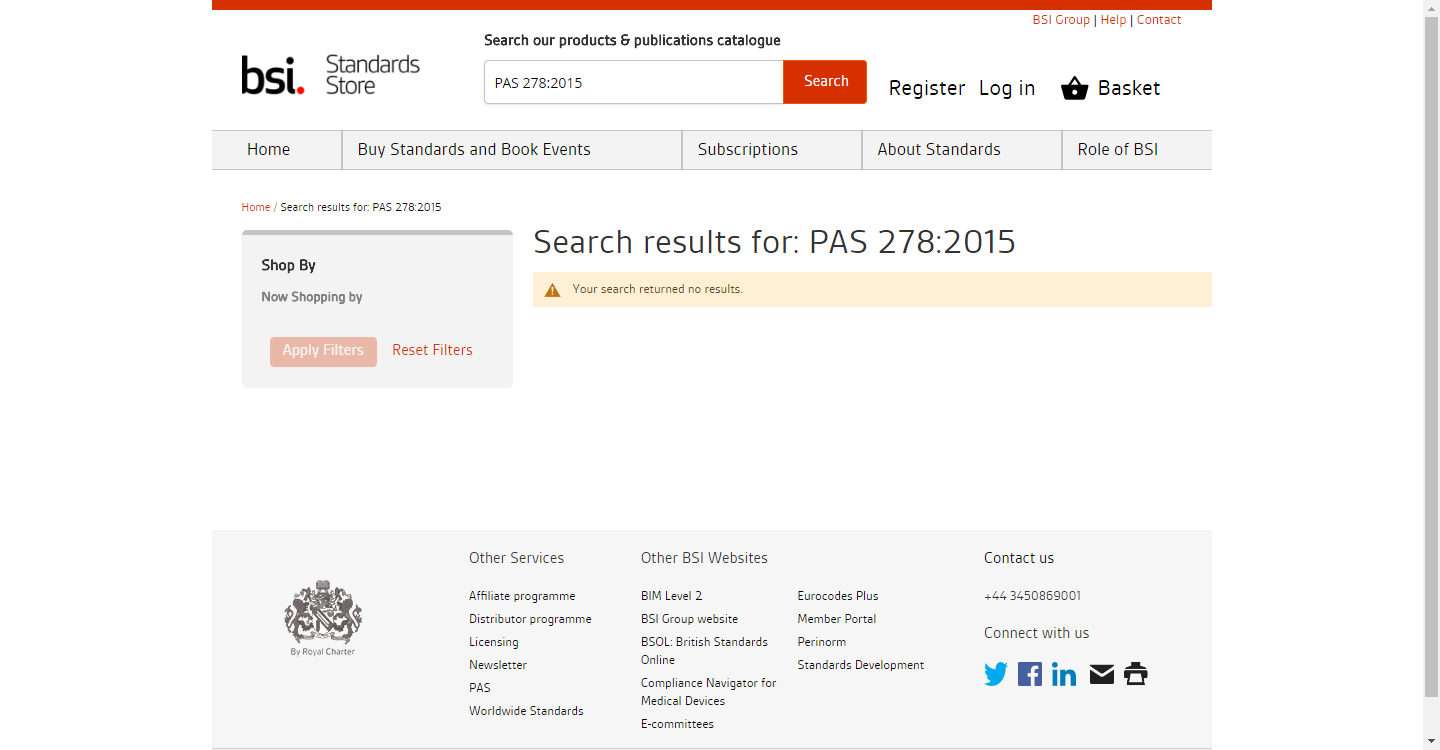 BSI Group | Help | Contact
Search our products & publications catalogue
bsi.
Standards
Store
PAS 278:2015
Search
Register
Log in
Basket
Home
Buy Standards and Book Events
Subscriptions
About Standards
Role of BSI
Home / Search results for: PAS 278:2015
Shop By
Now Shopping by
Apply Filters
Reset Filters
Search results for: PAS 278:2015
Your search returned no results.
By Royal Charter
Other Services
Affiliate programme
Distributor programme
Licensing
Newsletter
PAS
Worldwide Standards
Other BSI Websites
BIM Level 2
BSI Group website
BSOL: British Standards
Online
Compliance Navigator for
Medical Devices
E-committees
Eurocodes Plus
Member Portal
Perinorm
Standards Development
Contact us
+44 3450869001
Connect with us